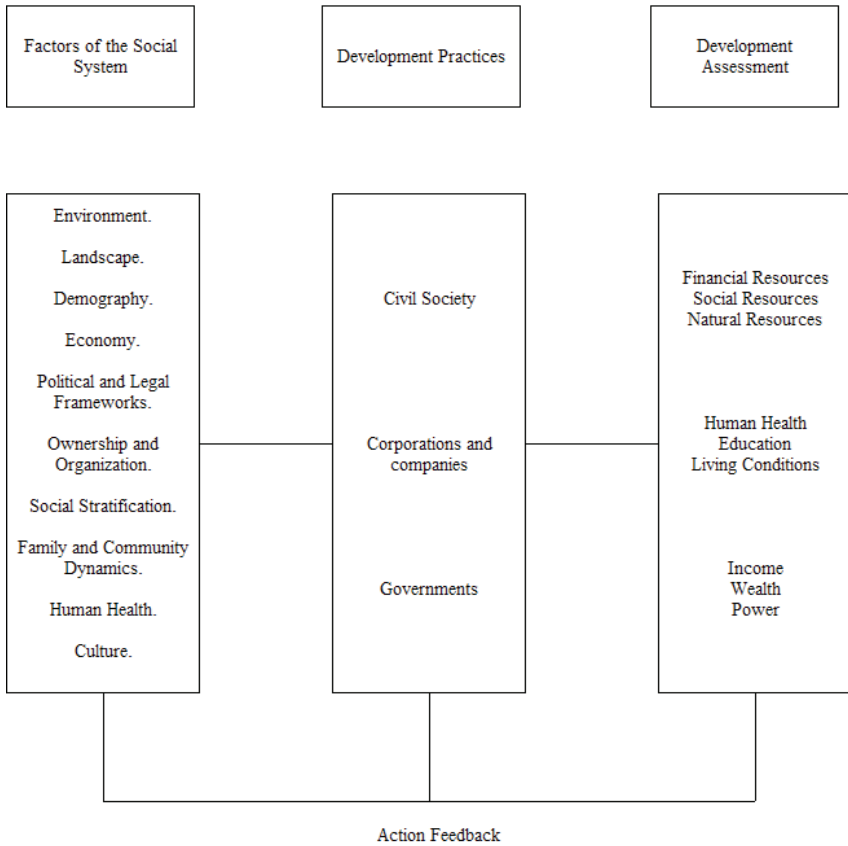 Factors of the Social
System
Development Practices
Development
Assessment
Environment.
Landscape.
Demography.
Economy.
Political and Legal
Frameworks.
Ownership and
Organization.
Social Stratification.
Family and Community
Dynamics.
Human Health.
Culture.
Civil Society
Corporations and
companies
Governments
Financial Resources
Social Resources
Natural Resources
Human Health
Education
Living Conditions
Income
Wealth
Power
Action Feedback